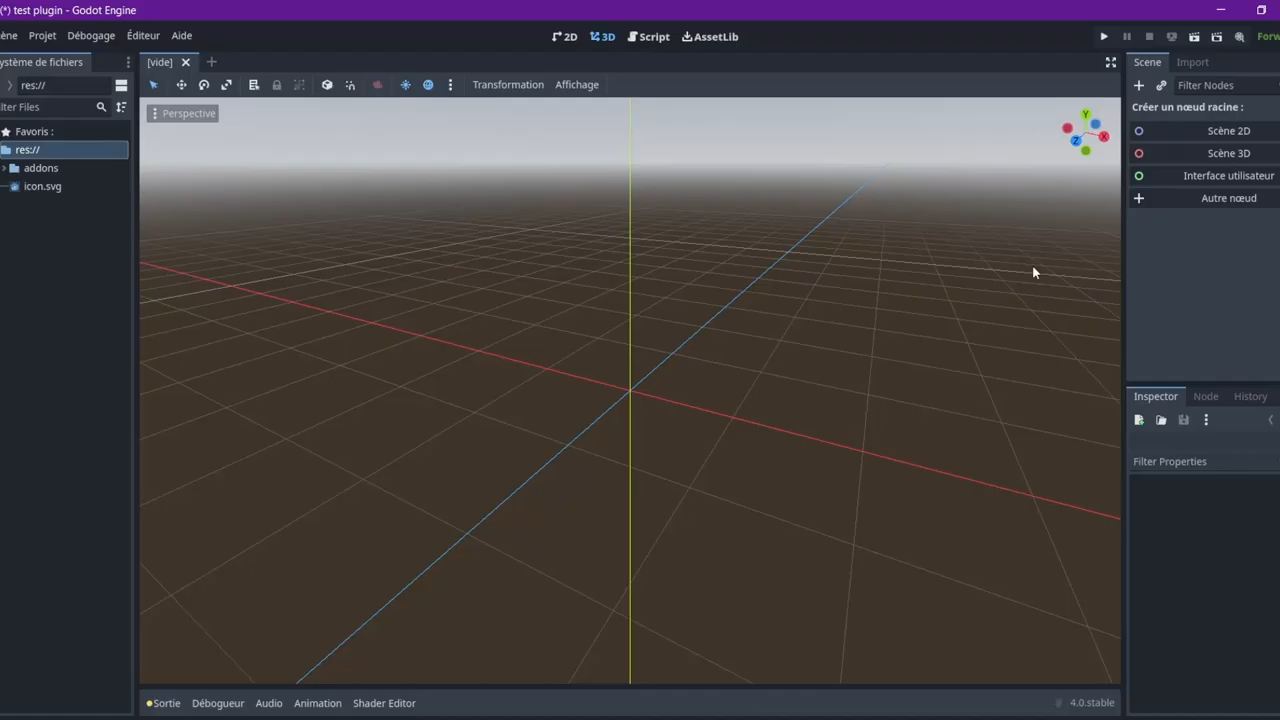 (*) test plugin - Godot Engine
ène Projet Débogage Éditeur Aide
2D 3D Script AssetLib
Forw
ystème de fichiers
[vide]
Scene Import
res://
Transformation Affichage
Filter Nodes
lter Files
Perspective
Créer un nœud racine :
Favoris :
Scène 2D
res://
Scène 3D
addons
Interface utilisateur
icon.svg
Autre nœud
Y
X
Z
Inspector Node History
Filter Properties
Sortie Débogueur Audio Animation Shader Editor
4.0.stable